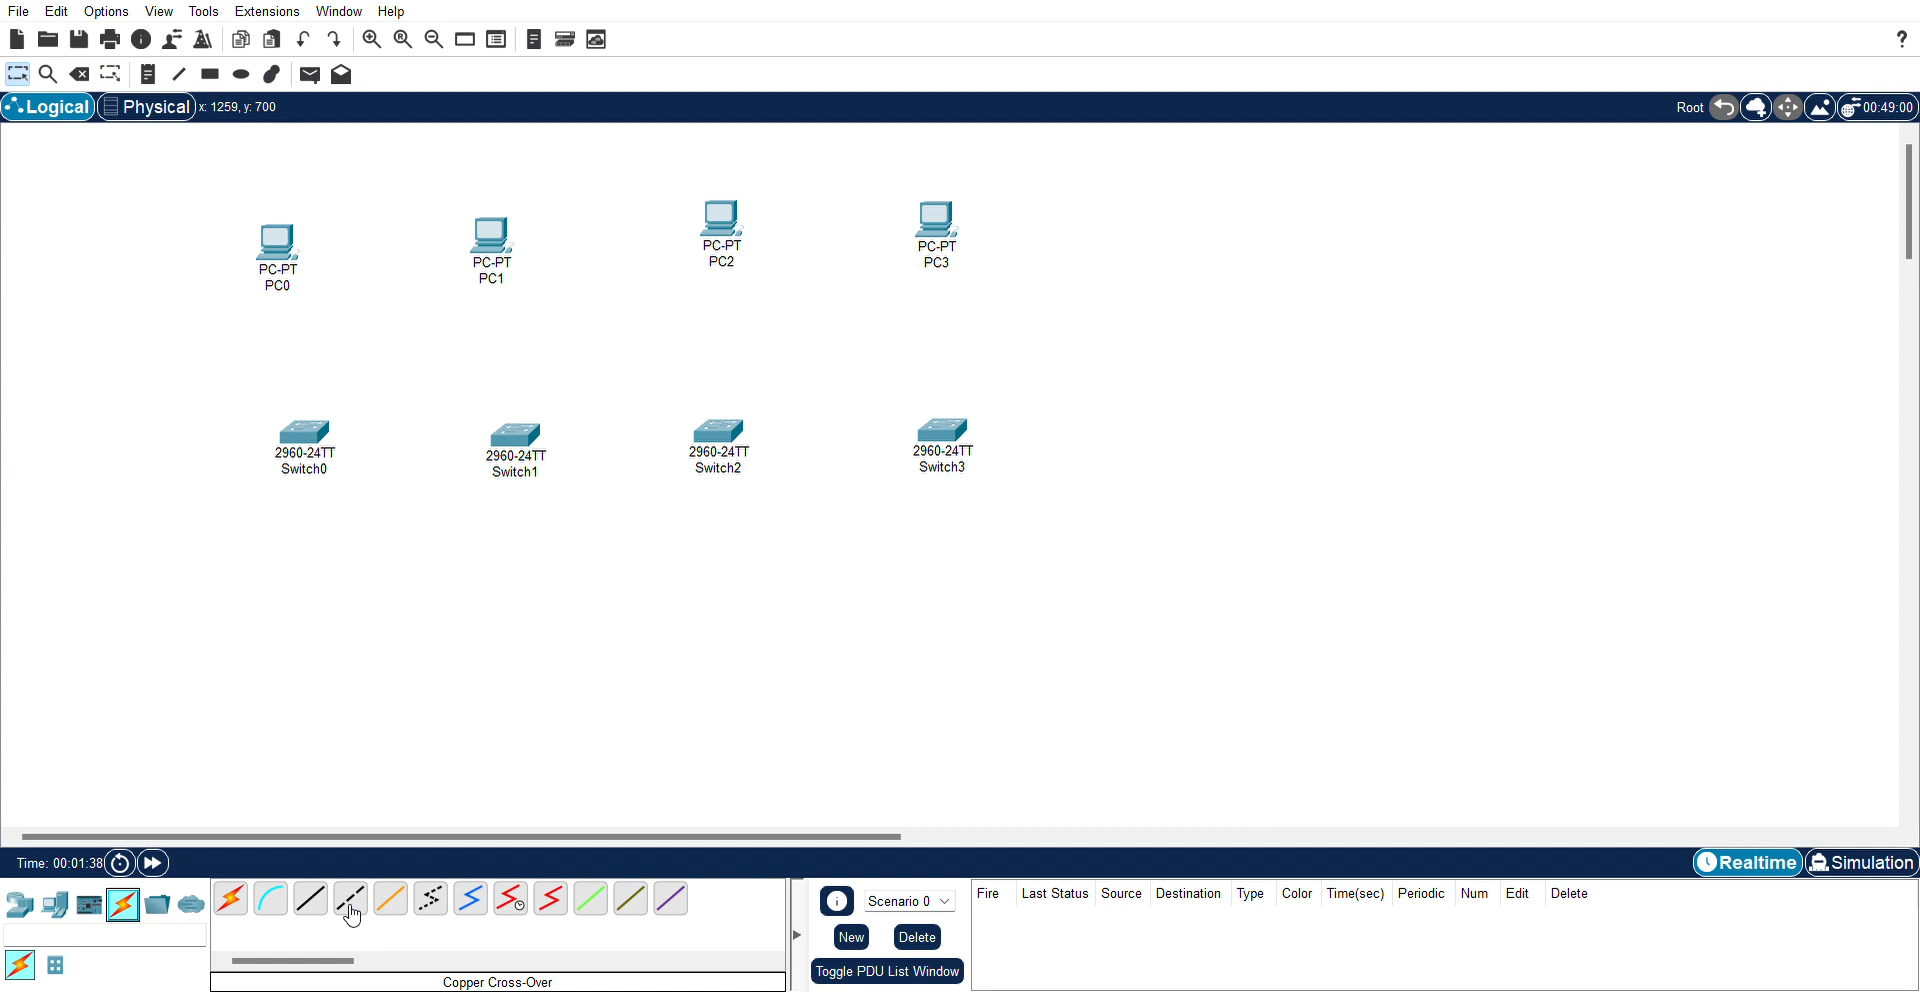 File Edit Options View Tools Extensions Window Help
?
Logical Physical x: 1259, y: 700 Root 00:49:00
PC-PT
PC0
PC-PT
PC1
PC-PT
PC2
PC-PT
PC3
2960-24TT
Switch0
2960-24TT
Switch1
2960-24TT
Switch2
2960-24TT
Switch3
Time: 00:01:38 Realtime Simulation
Scenario 0
New Delete
Toggle PDU List Window
Fire Last Status Source Destination Type Color Time(sec) Periodic Num Edit Delete
Copper Cross-Over